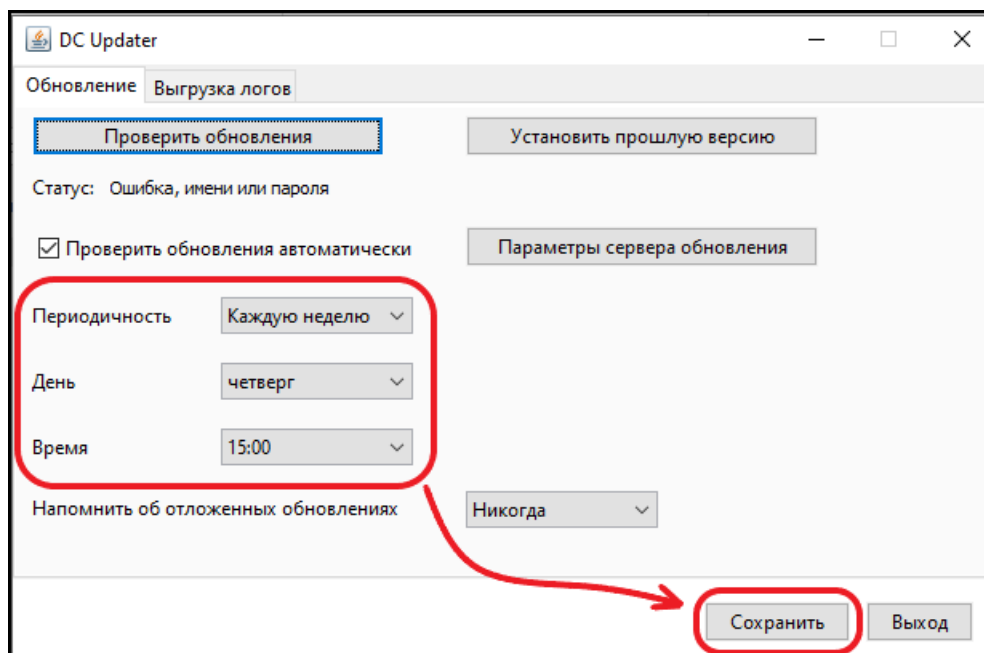 DC Updater
Обновление Выгрузка логов
Проверить обновления Установить прошлую версию
Статус: Ошибка, имени или пароля
Проверить обновления автоматически Параметры сервера обновления
Периодичность Каждую неделю
День четверг
Время 15:00
Напомнить об отложенных обновлениях Никогда
Сохранить Выход